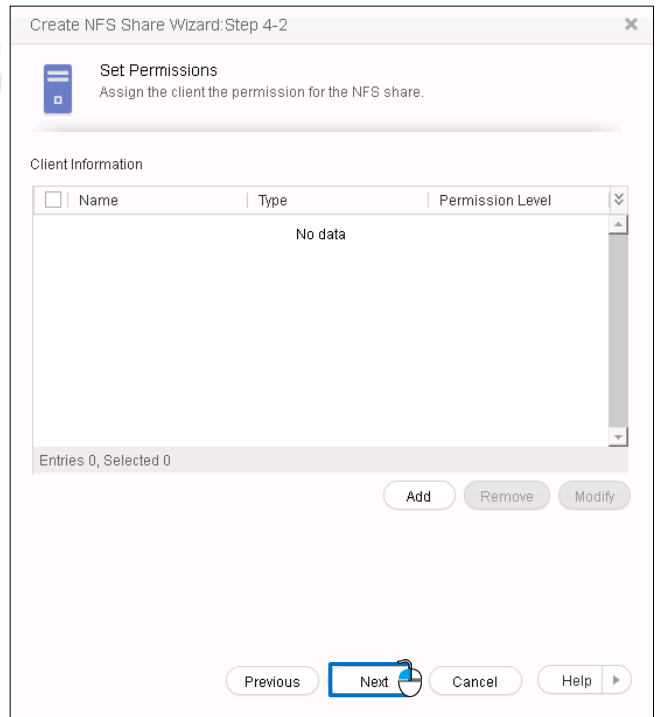 Create NFS Share Wizard:Step 4-2
Set Permissions
Assign the client the permission for the NFS share.
Client Information
Name Type Permission Level
No data
Entries 0, Selected 0
Add Remove Modify
Previous Next Cancel Help